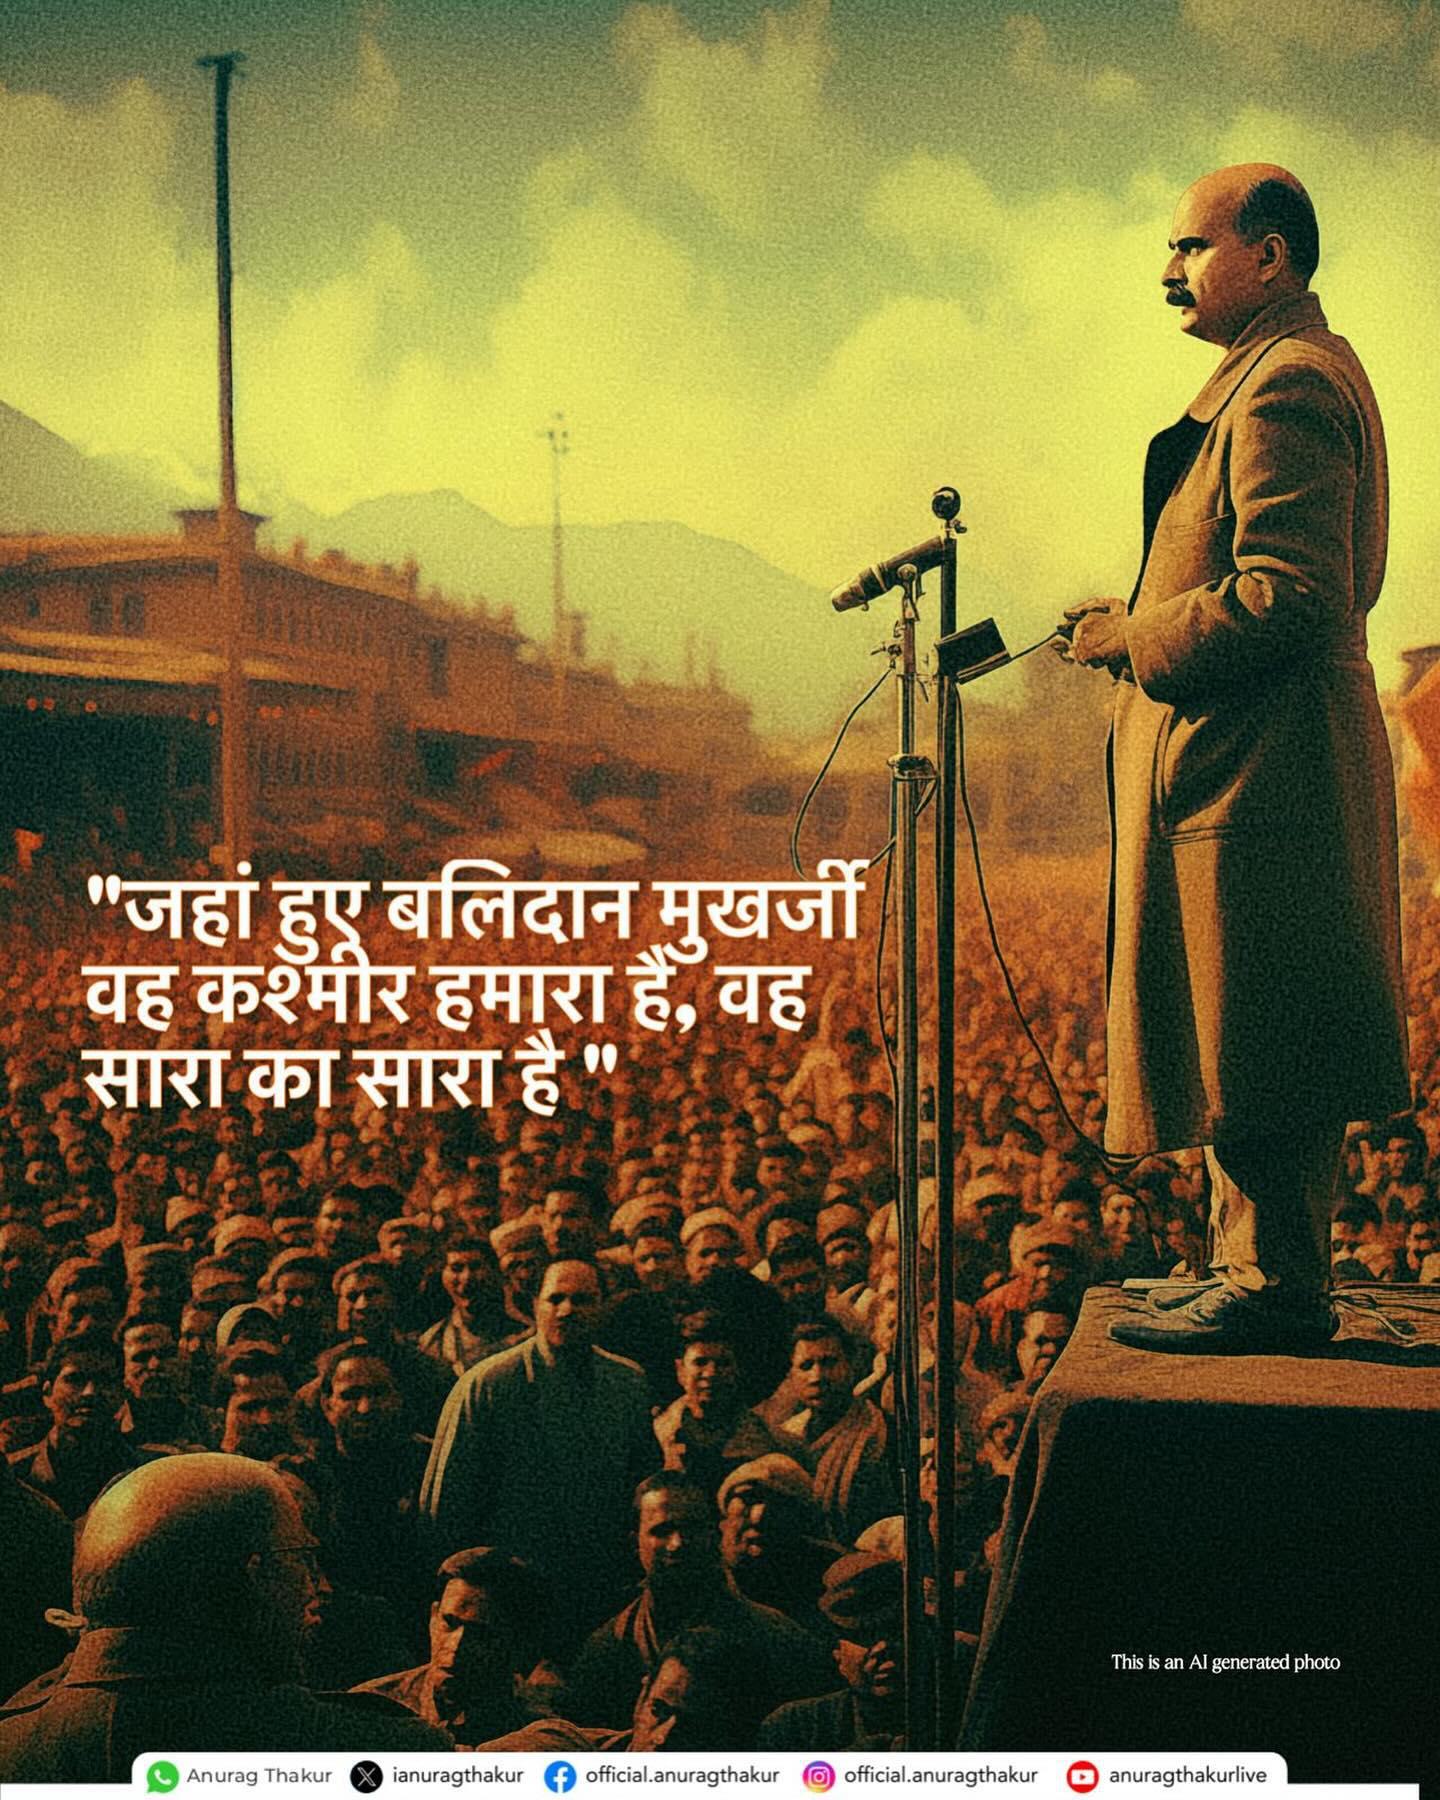 "जहां हुए बलिदान मुखर्जी
वह कश्मीर हमारा है, वह
सारा का सारा है "
This is an AI generated photo
Anurag Thakur ianuragthakur official.anuragthakur official.anuragthakur anuragthakurlive